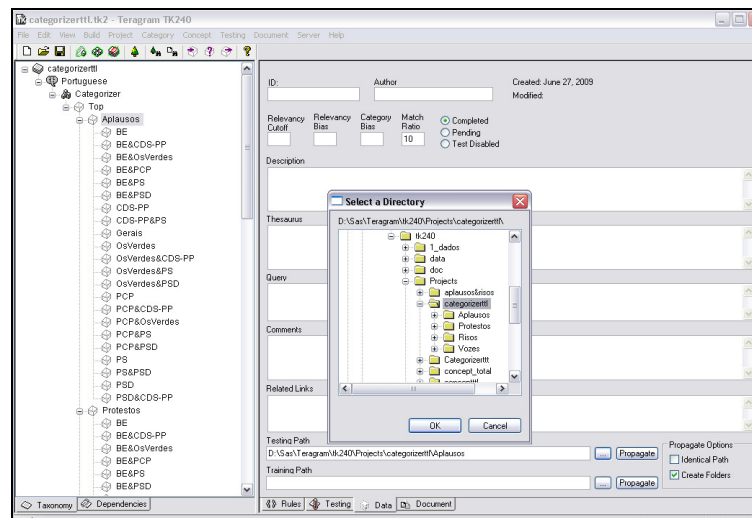 categorizerttl.tk2 - Teragram TK240
File Edit View Build Project Category Concept Testing Document Server Help
categorizerttl
Portuguese
Categorizer
Top
Aplausos
BE
BE&CDS-PP
BE&OsVerdes
BE&PCP
BE&PS
BE&PSD
CDS-PP
CDS-PP&PS
Gerais
OsVerdes
OsVerdes&CDS-PP
OsVerdes&PS
OsVerdes&PSD
PCP
PCP&CDS-PP
PCP&OsVerdes
PCP&PS
PCP&PSD
PS
PS&PSD
PSD
PSD&CDS-PP
Protestos
BE
BE&CDS-PP
BE&OsVerdes
BE&PCP
BE&PS
BE&PSD
Taxonomy Dependencies
ID: Author Created: June 27, 2009
Modified:
Relevancy Cutoff Relevancy Bias Category Bias Match Ratio
10
Completed
Pending
Test Disabled
Description
Thesaurus
Query
Comments
Related Links
Testing Path
D:\Sas\Teragram\tk240\Projects\categorizerttl\Aplausos ... Propagate
Training Path
... Propagate
Propagate Options
Identical Path
Create Folders
Rules Testing Data Document
Select a Directory
D:\Sas\Teragram\tk240\Projects\categorizerttl\
tk240
1_dados
data
doc
Projects
aplausos&risos
categorizerttl
Aplausos
Protestos
Risos
Vozes
Categorizerttt
concept_total
OK Cancel